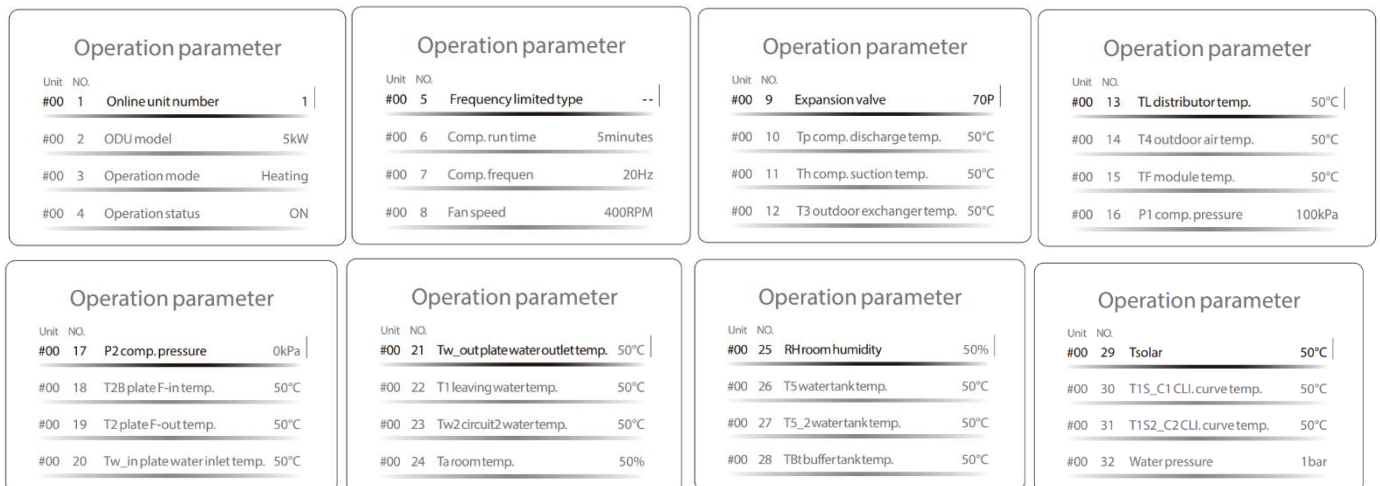 Operation parameter
Unit NO.
#00 1 Online unit number 1
#00 2 ODU model 5kW
#00 3 Operation mode Heating
#00 4 Operation status ON
Operation parameter
Unit NO.
#00 5 Frequency limited type --
#00 6 Comp. run time 5minutes
#00 7 Comp. frequen 20Hz
#00 8 Fan speed 400RPM
Operation parameter
Unit NO.
#00 9 Expansion valve 70P
#00 10 Tp comp. discharge temp. 50°C
#00 11 Th comp. suction temp. 50°C
#00 12 T3 outdoor exchanger temp. 50°C
Operation parameter
Unit NO.
#00 13 TL distributor temp. 50°C
#00 14 T4 outdoor air temp. 50°C
#00 15 TF module temp. 50°C
#00 16 P1 comp. pressure 100kPa
Operation parameter
Unit NO.
#00 17 P2 comp. pressure 0kPa
#00 18 T2B plate F-in temp. 50°C
#00 19 T2 plate F-out temp. 50°C
#00 20 Tw_in plate water inlet temp. 50°C
Operation parameter
Unit NO.
#00 21 Tw_out plate water outlet temp. 50°C
#00 22 T1 leaving water temp. 50°C
#00 23 Tw2 circuit2 water temp. 50°C
#00 24 Ta room temp. 50%
Operation parameter
Unit NO.
#00 25 RH room humidity 50%
#00 26 T5 water tank temp. 50°C
#00 27 T5_2 water tank temp. 50°C
#00 28 TBt buffer tank temp. 50°C
Operation parameter
Unit NO.
#00 29 Tsolar 50°C
#00 30 T1S_C1 CLI. curve temp. 50°C
#00 31 T1S2_C2 CLI. curve temp. 50°C
#00 32 Water pressure 1bar